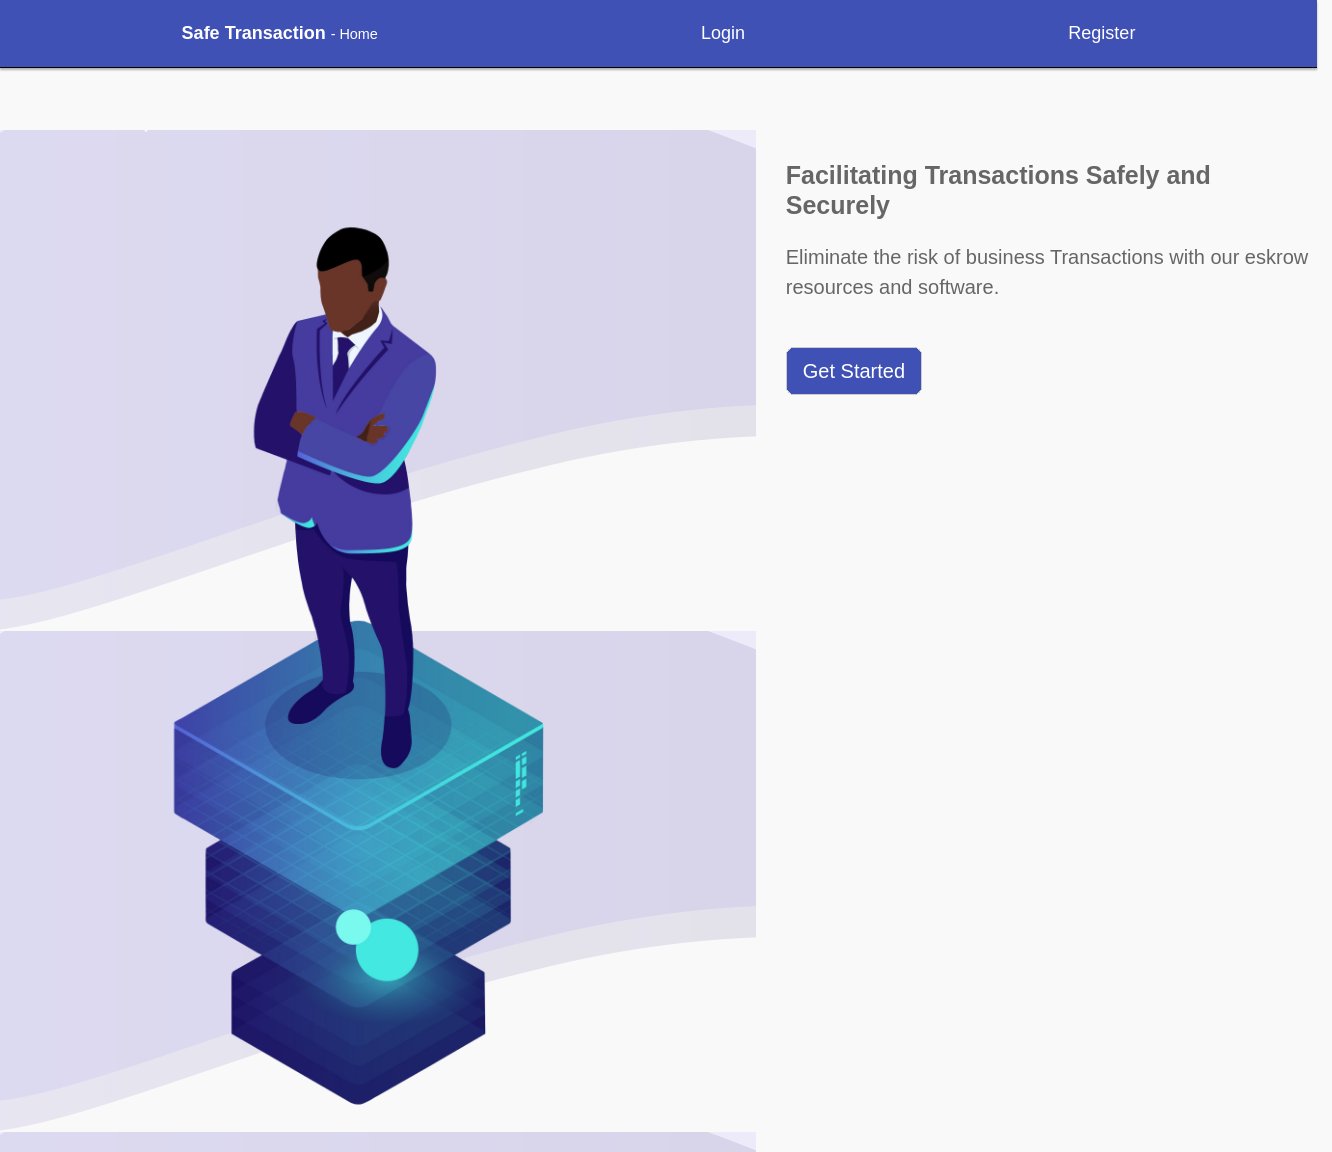 Safe Transaction - Home
Login
Register
Facilitating Transactions Safely and
Securely
Eliminate the risk of business Transactions with our eskrow
resources and software.
Get Started